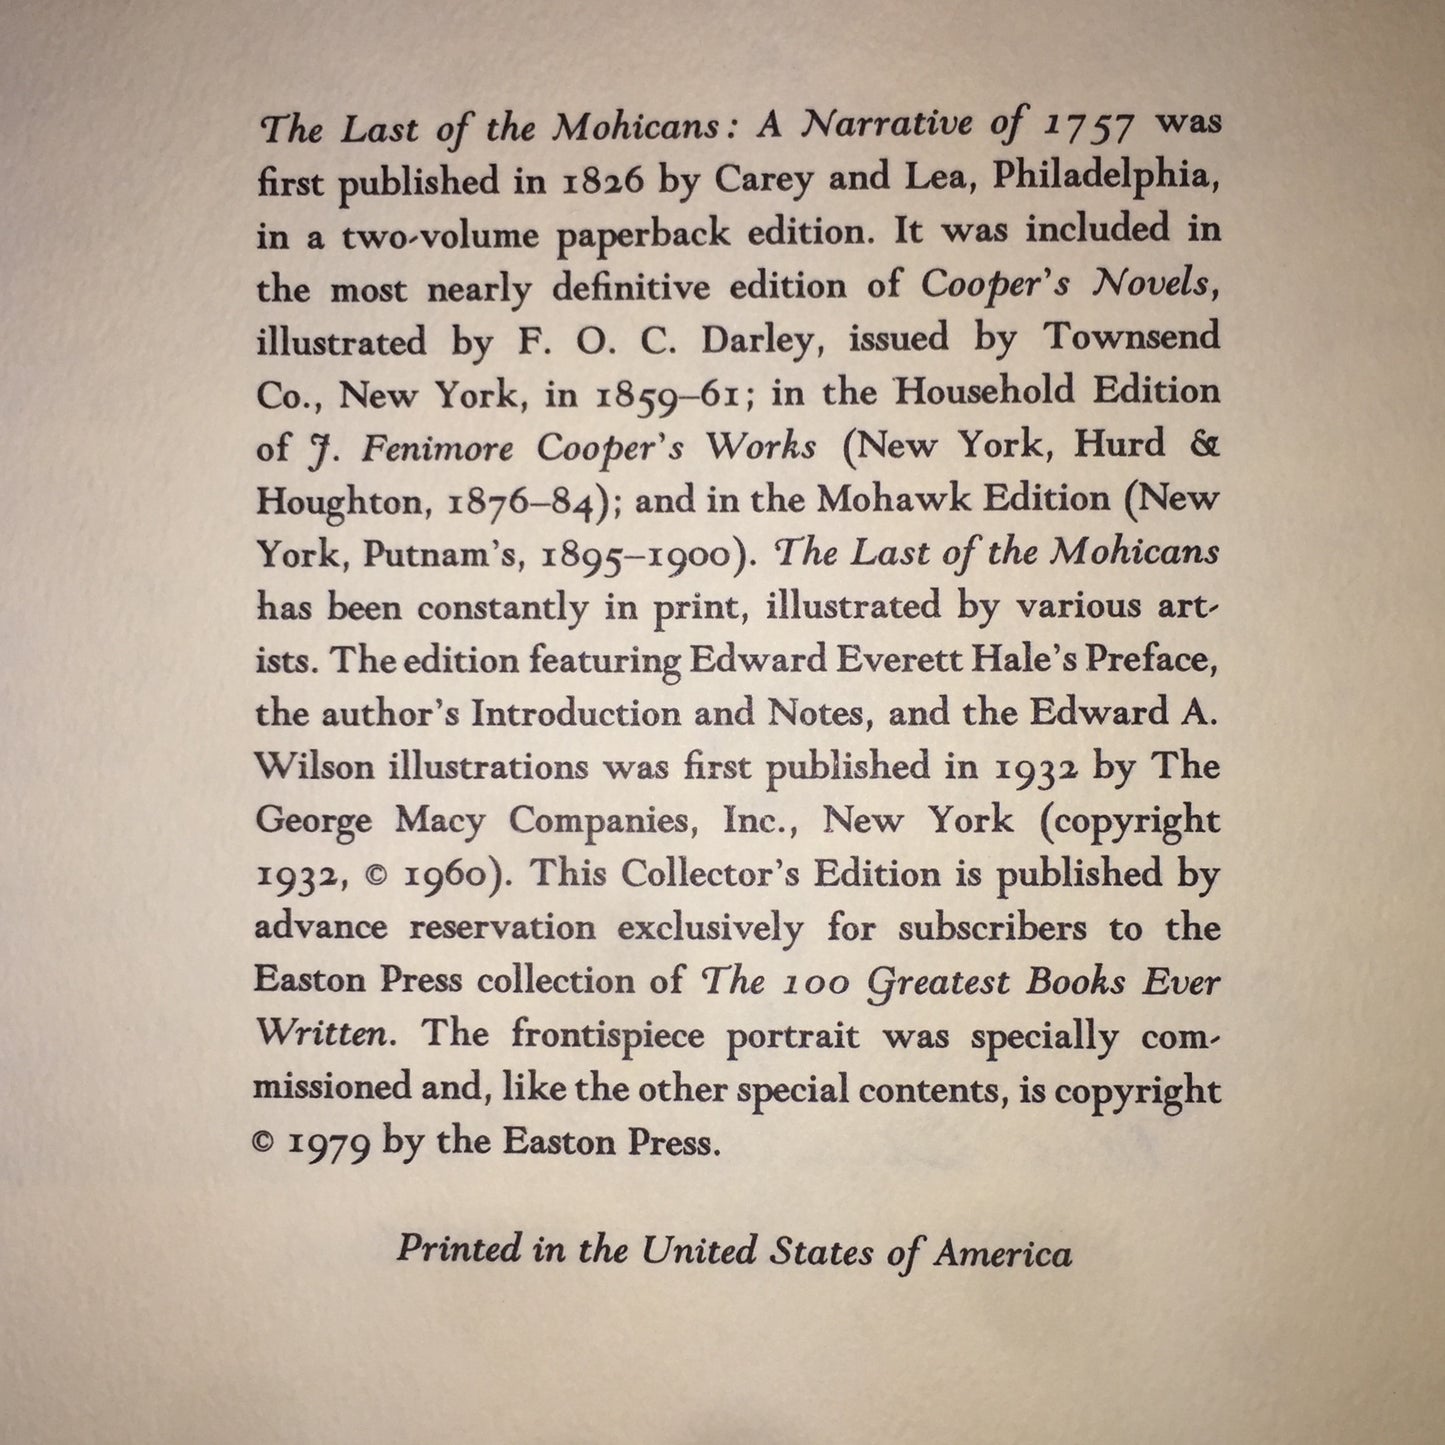 The Last of the Mohicans: A Narrative of 1757 was
first published in 1826 by Carey and Lea, Philadelphia,
in a two-volume paperback edition. It was included in
the most nearly definitive edition of Cooper's Novels,
illustrated by F. O. C. Darley, issued by Townsend
Co., New York, in 1859–61; in the Household Edition
of J. Fenimore Cooper's Works (New York, Hurd &
Houghton, 1876–84); and in the Mohawk Edition (New
York, Putnam's, 1895–1900). The Last of the Mohicans
has been constantly in print, illustrated by various art-
ists. The edition featuring Edward Everett Hale's Preface,
the author's Introduction and Notes, and the Edward A.
Wilson illustrations was first published in 1932 by The
George Macy Companies, Inc., New York (copyright
1932, © 1960). This Collector's Edition is published by
advance reservation exclusively for subscribers to the
Easton Press collection of The 100 Greatest Books Ever
Written. The frontispiece portrait was specially com-
missioned and, like the other special contents, is copyright
© 1979 by the Easton Press.
Printed in the United States of America